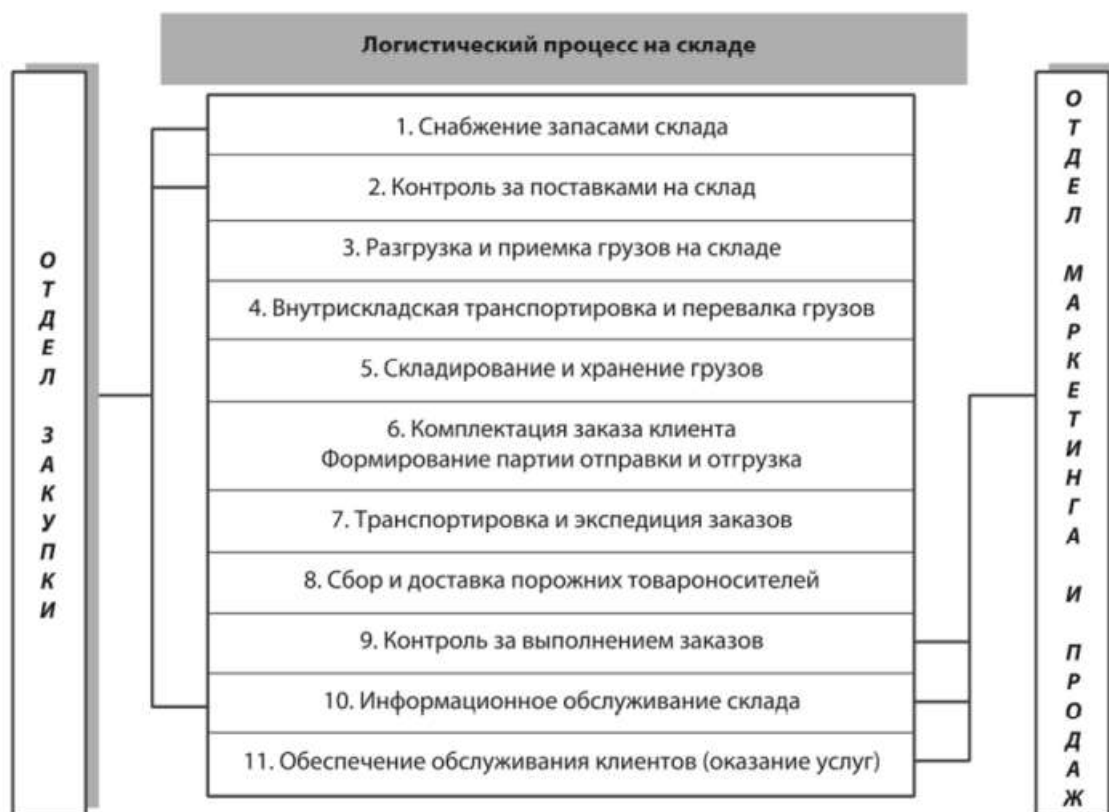 Логистический процесс на складе
ОТДЕЛ ЗАКУПКИ
1. Снабжение запасами склада
2. Контроль за поставками на склад
3. Разгрузка и приемка грузов на складе
4. Внутрискладская транспортировка и перевалка грузов
5. Складирование и хранение грузов
6. Комплектация заказа клиента
Формирование партии отправки и отгрузка
7. Транспортировка и экспедиция заказов
8. Сбор и доставка порожних товароносителей
9. Контроль за выполнением заказов
10. Информационное обслуживание склада
11. Обеспечение обслуживания клиентов (оказание услуг)
ОТДЕЛ МАРКЕТИНГА И ПРОДАЖ